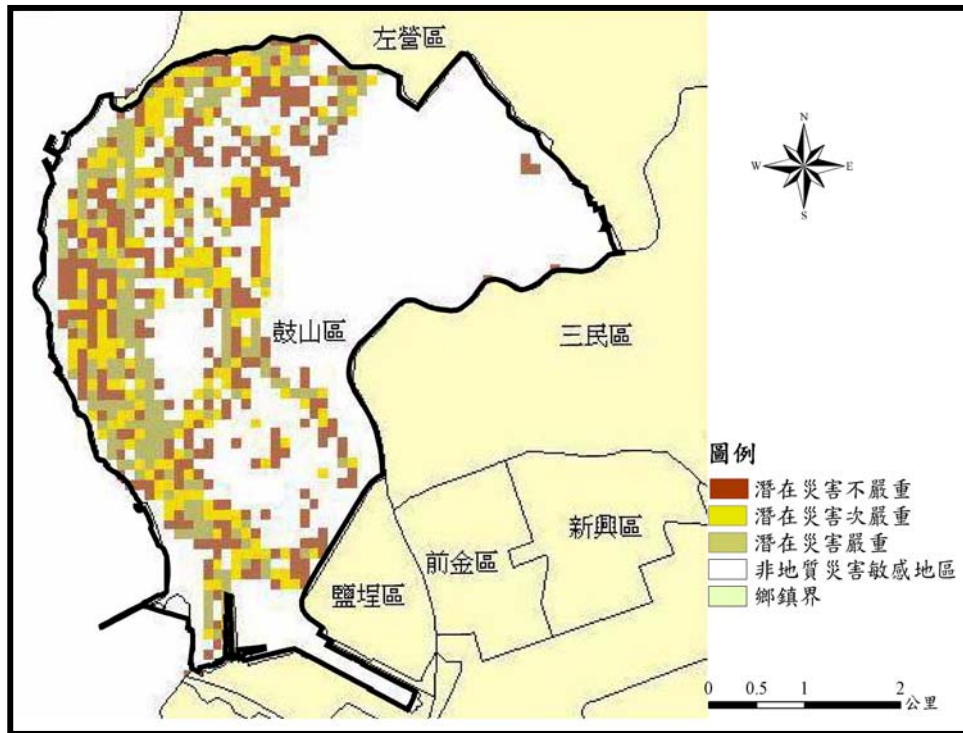 左營區
N
W
E
S
鼓山區
三民區
新興區
前金區
鹽埕區
圖例
潛在災害不嚴重
潛在災害次嚴重
潛在災害嚴重
非地質災害敏感地區
鄉鎮界
0 0.5 1 2
公里